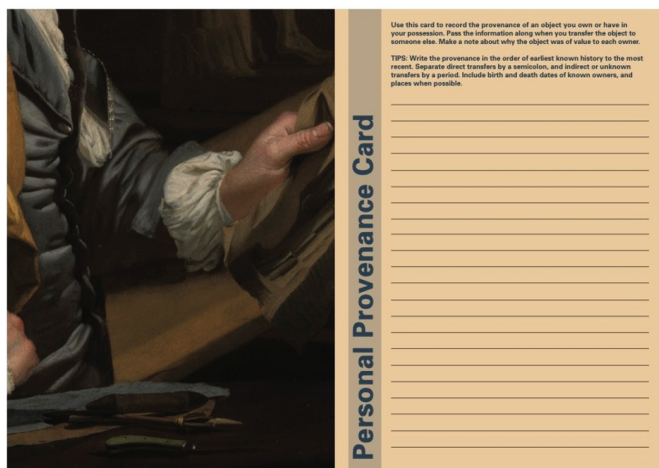 Personal Provenance Card
Use this card to record the provenance of an object you own or have in
your possession. Pass the information along when you transfer the object to
someone else. Make a note about why the object was of value to each owner.
TIPS: Write the provenance in the order of earliest known history to the most
recent. Separate direct transfers by a semicolon, and indirect or unknown
transfers by a period. Include birth and death dates of known owners, and
places when possible.